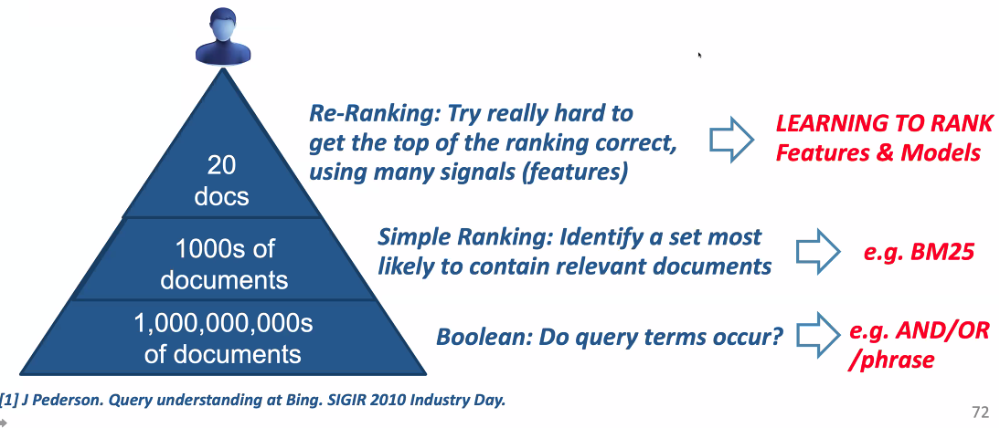 20
docs
Re-Ranking: Try really hard to
get the top of the ranking correct,
using many signals (features)
LEARNING TO RANK
Features & Models
1000s of
documents
Simple Ranking: Identify a set most
likely to contain relevant documents
e.g. BM25
1,000,000,000s
of documents
Boolean: Do query terms occur?
e.g. AND/OR
/phrase
[1] J Pederson. Query understanding at Bing. SIGIR 2010 Industry Day.
72